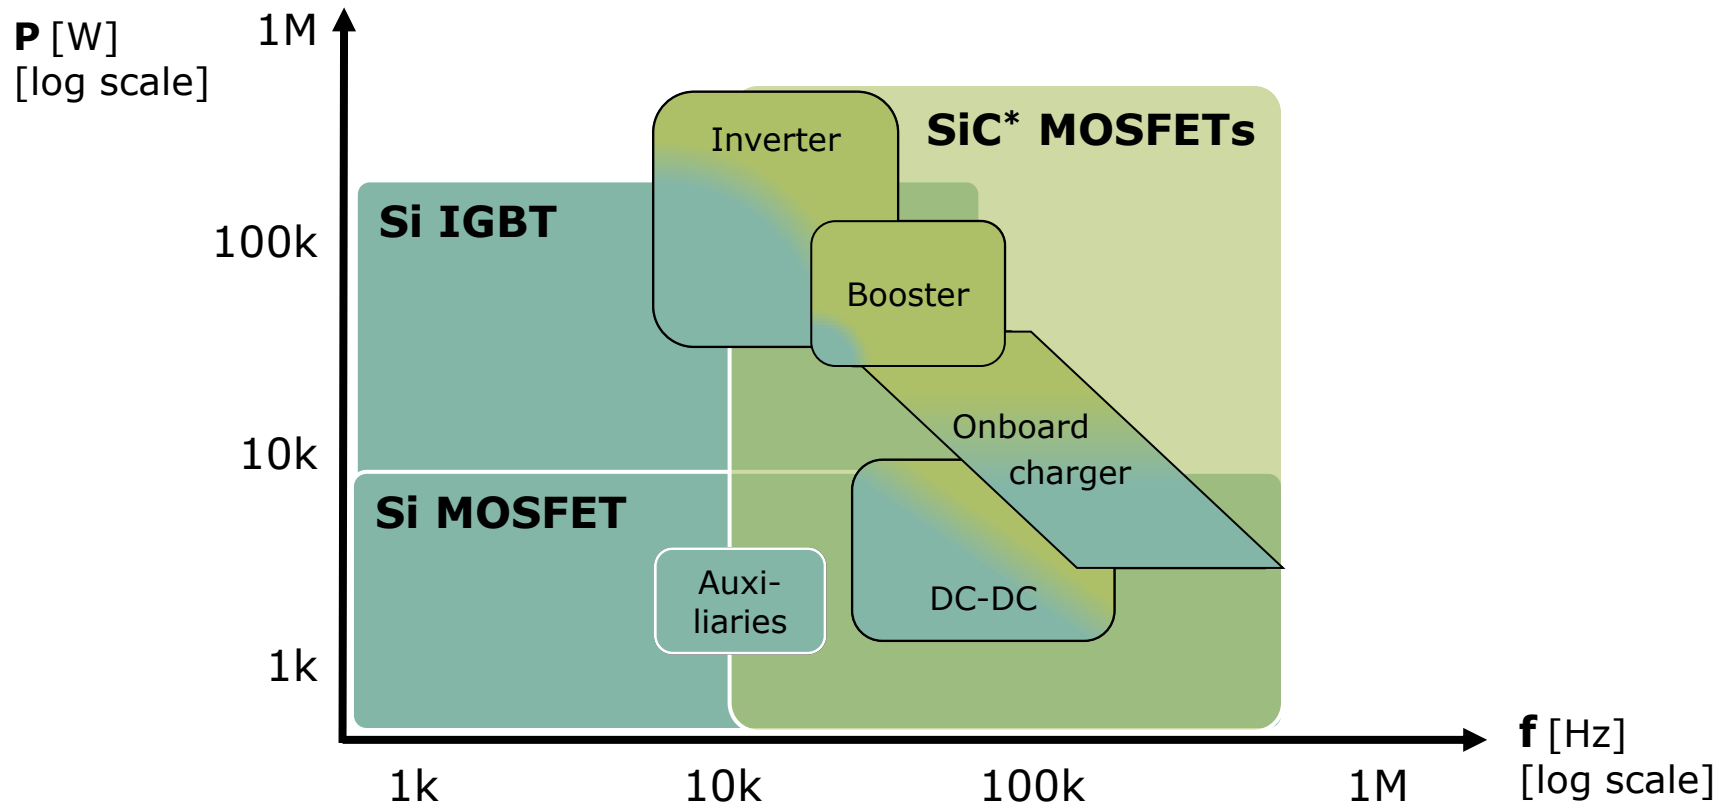 P [W]
[log scale]
1M
100k
10k
1k
Inverter
SiC* MOSFETs
Si IGBT
Booster
Onboard
charger
Si MOSFET
Auxi-
liaries
DC-DC
1k
10k
100k
1M
f [Hz]
[log scale]